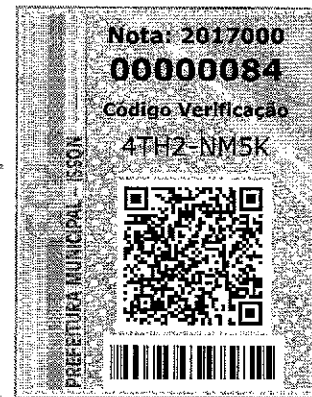 Nota: 2017000
00000084
Código Verificação
4TH2-NM5K
PREFEITURA MUNICIPAL - ISSQN